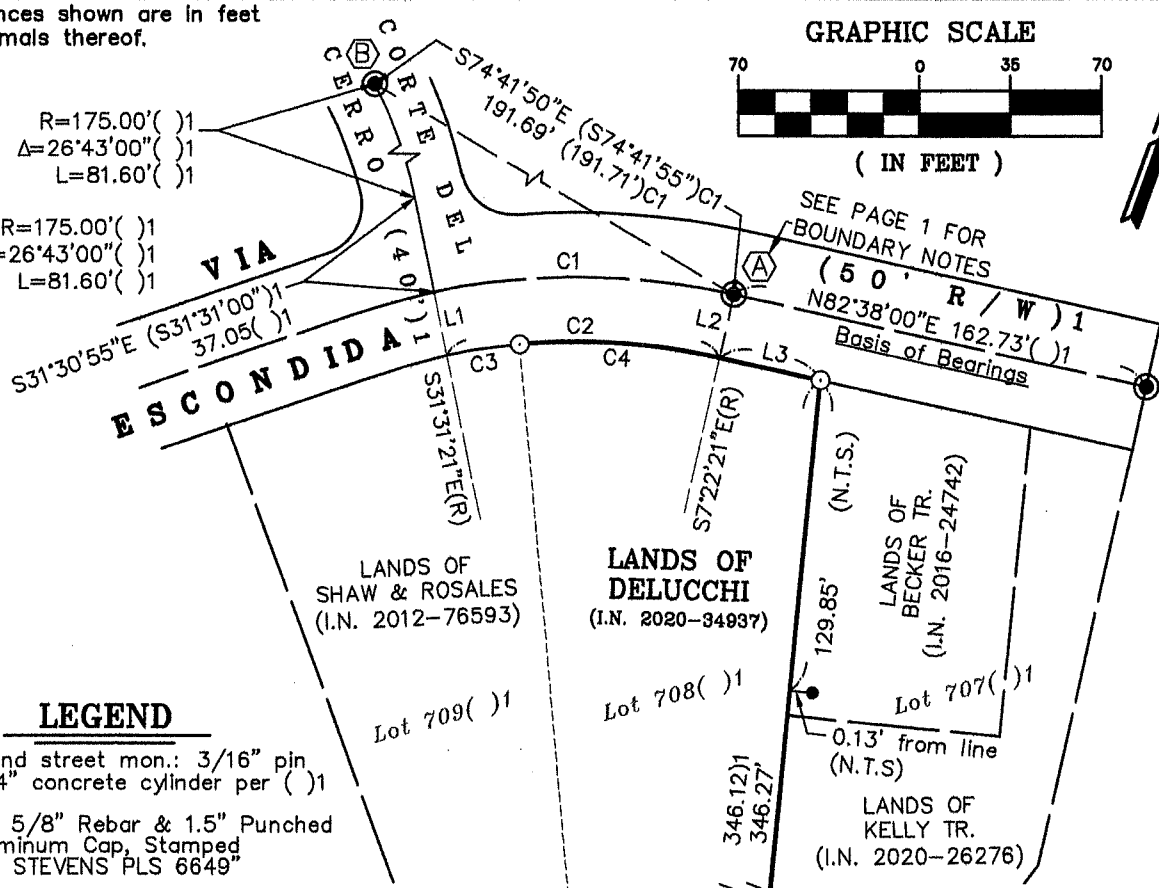 nces shown are in feet
mals thereof.
GRAPHIC SCALE
70 0 35 70
( IN FEET )
B
CORTE DEL
CERRO
(40')1
S74°41'50"E (S74°41'55")C1
191.69' (191.71')C1
R=175.00'( )1
Δ=26°43'00"( )1
L=81.60'( )1
R=175.00'( )1
=26°43'00"( )1
L=81.60'( )1
SEE PAGE 1 FOR
BOUNDARY NOTES
A
(50' R/W)1
N82°38'00"E 162.73'( )1
Basis of Bearings
VIA
ESCONDIDA
S31°30'55"E (S31°31'00")1
37.05( )1
C1
L1
L2
C2
C3
C4
L3
S31°31'21"E(R)
S7°22'21"E(R)
(N.T.S.)
129.85'
LANDS OF
SHAW & ROSALES
(I.N. 2012-76593)
LANDS OF
DELUCCHI
(I.N. 2020-34937)
LANDS OF
BECKER TR.
(I.N. 2016-24742)
Lot 709( )1
Lot 708( )1
Lot 707( )1
0.13' from line
(N.T.S)
346.12)1
346.27'
LANDS OF
KELLY TR.
(I.N. 2020-26276)
LEGEND
nd street mon.: 3/16" pin
4" concrete cylinder per ( )1
5/8" Rebar & 1.5" Punched
minum Cap, Stamped
STEVENS PLS 6649"